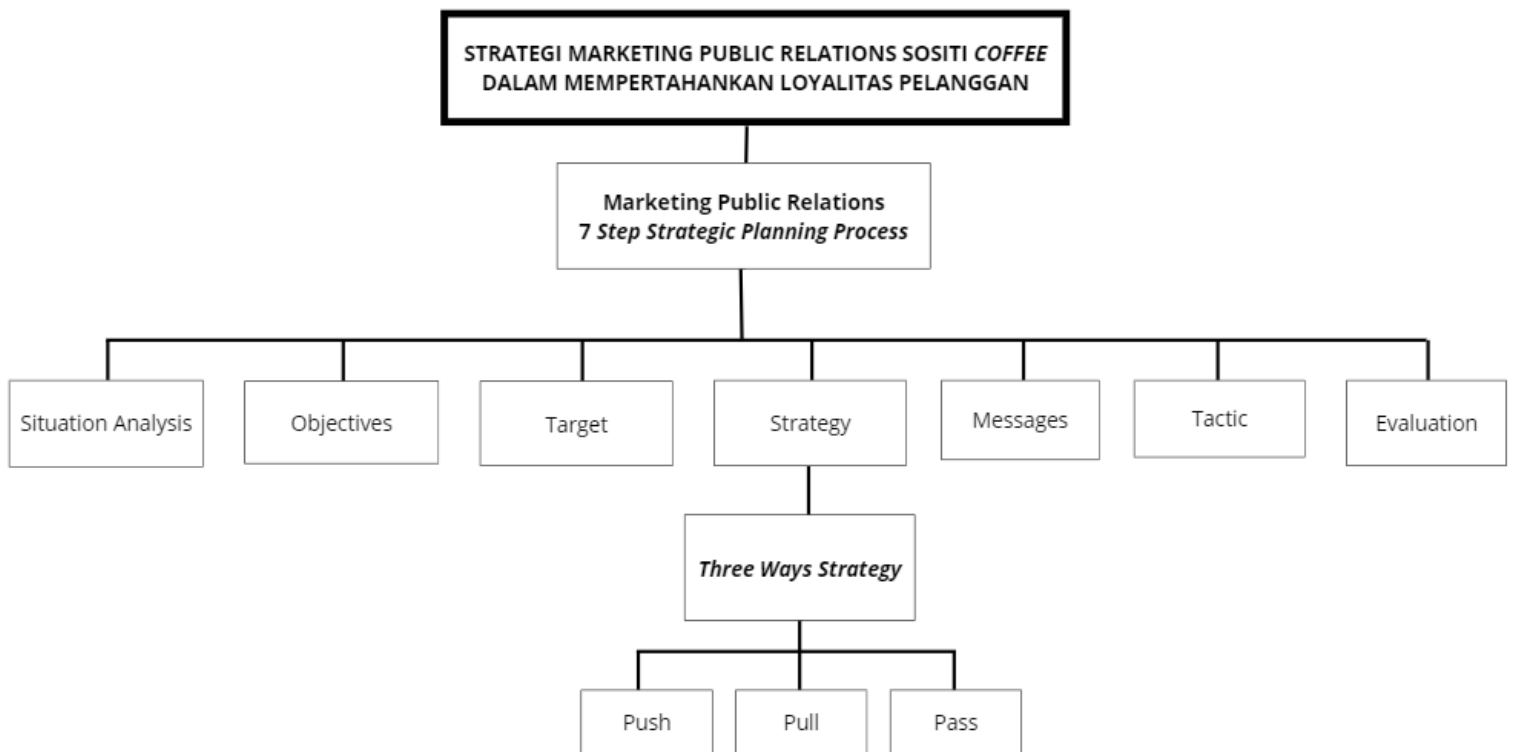 STRATEGI MARKETING PUBLIC RELATIONS SOSITI COFFEE
DALAM MEMPERTAHANKAN LOYALITAS PELANGGAN
Marketing Public Relations
7 Step Strategic Planning Process
Situation Analysis
Objectives
Target
Strategy
Messages
Tactic
Evaluation
Three Ways Strategy
Push
Pull
Pass